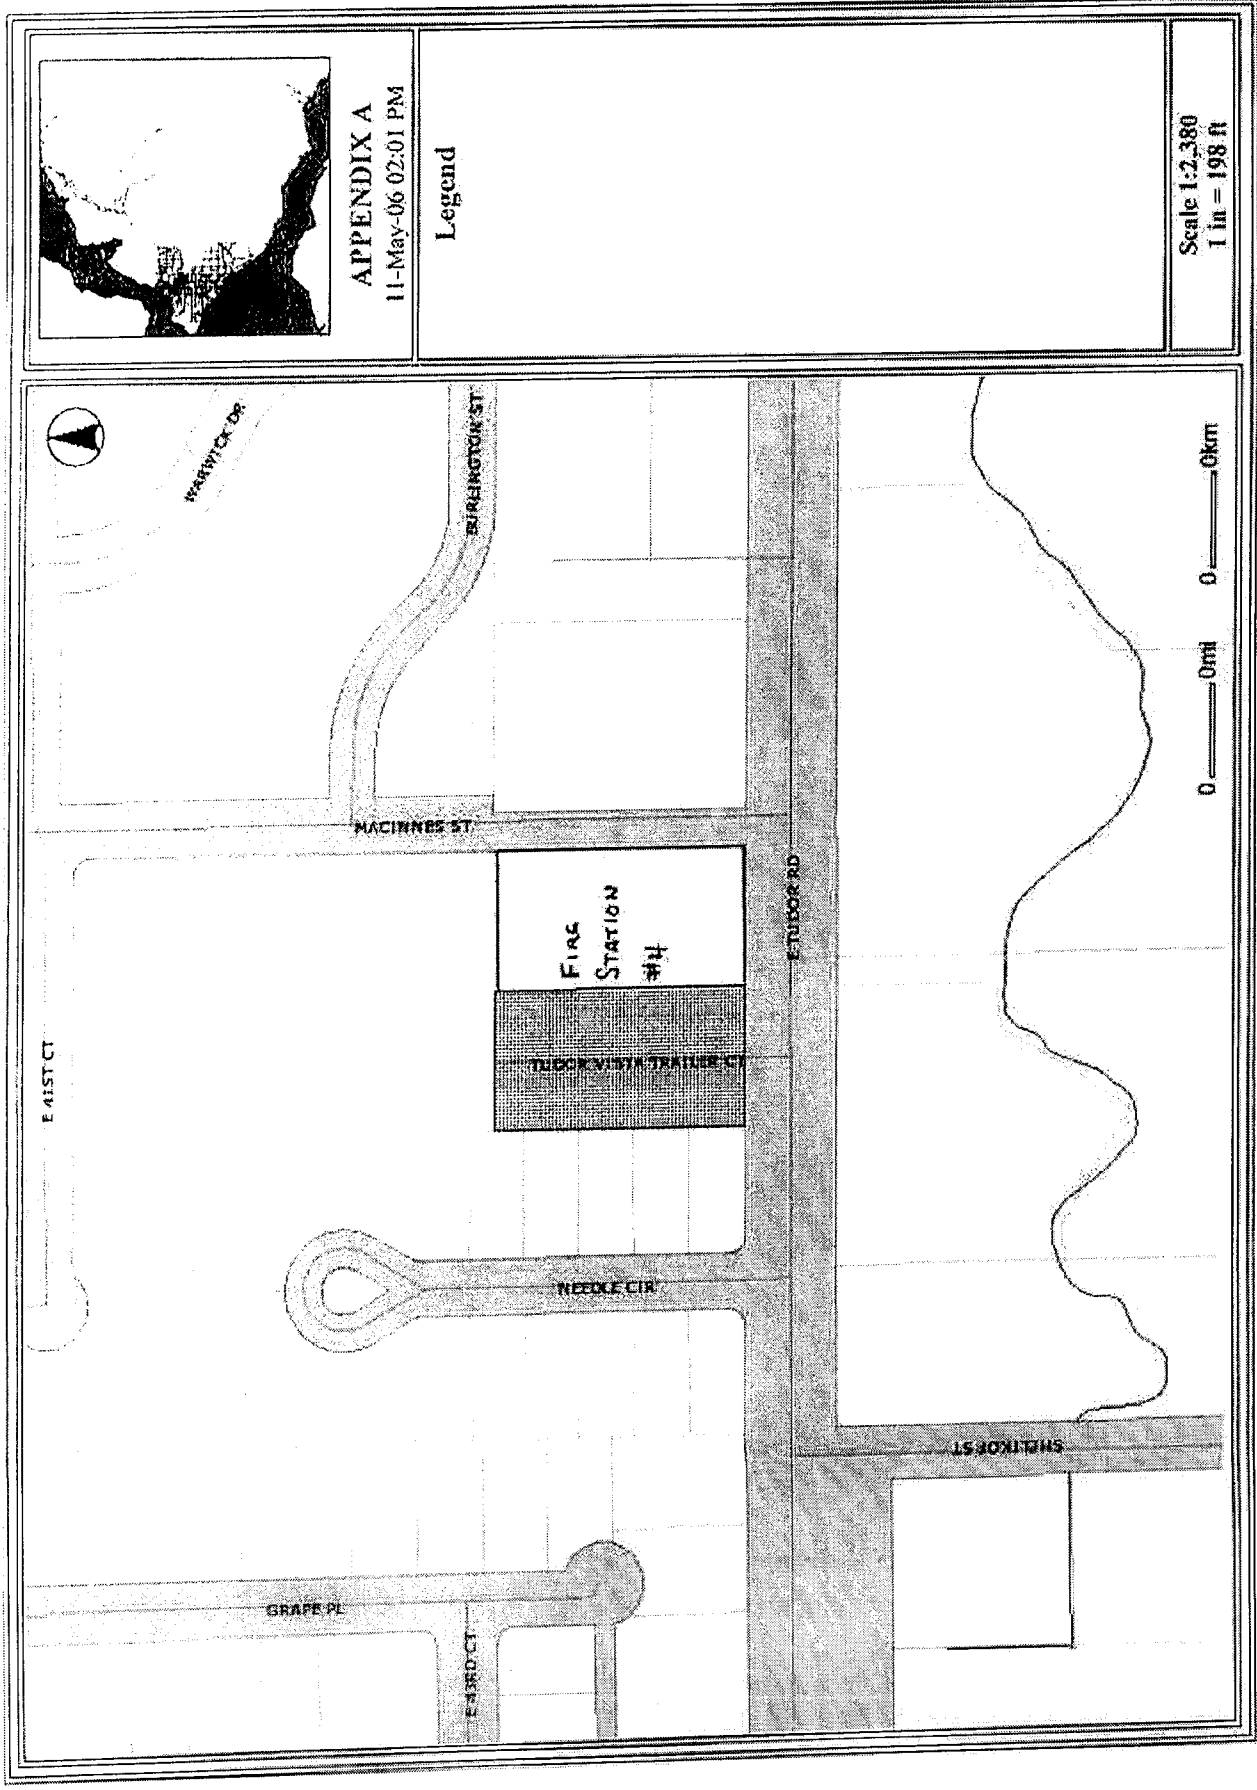 APPENDIX A
11-May-06 02:01 PM
Legend
Scale 1:2,380
1 in = 198 ft
WARWICK DR
BURLINGTON ST
MACINNES ST
E 41ST CT
FIRE
STATION
#4
TUDOR VISTA TRAILER CT
E TUDOR RD
NEEDLE CIR
GRAPE PL
E 43RD CT
SHELIKOF ST
0 0mi
0 0km